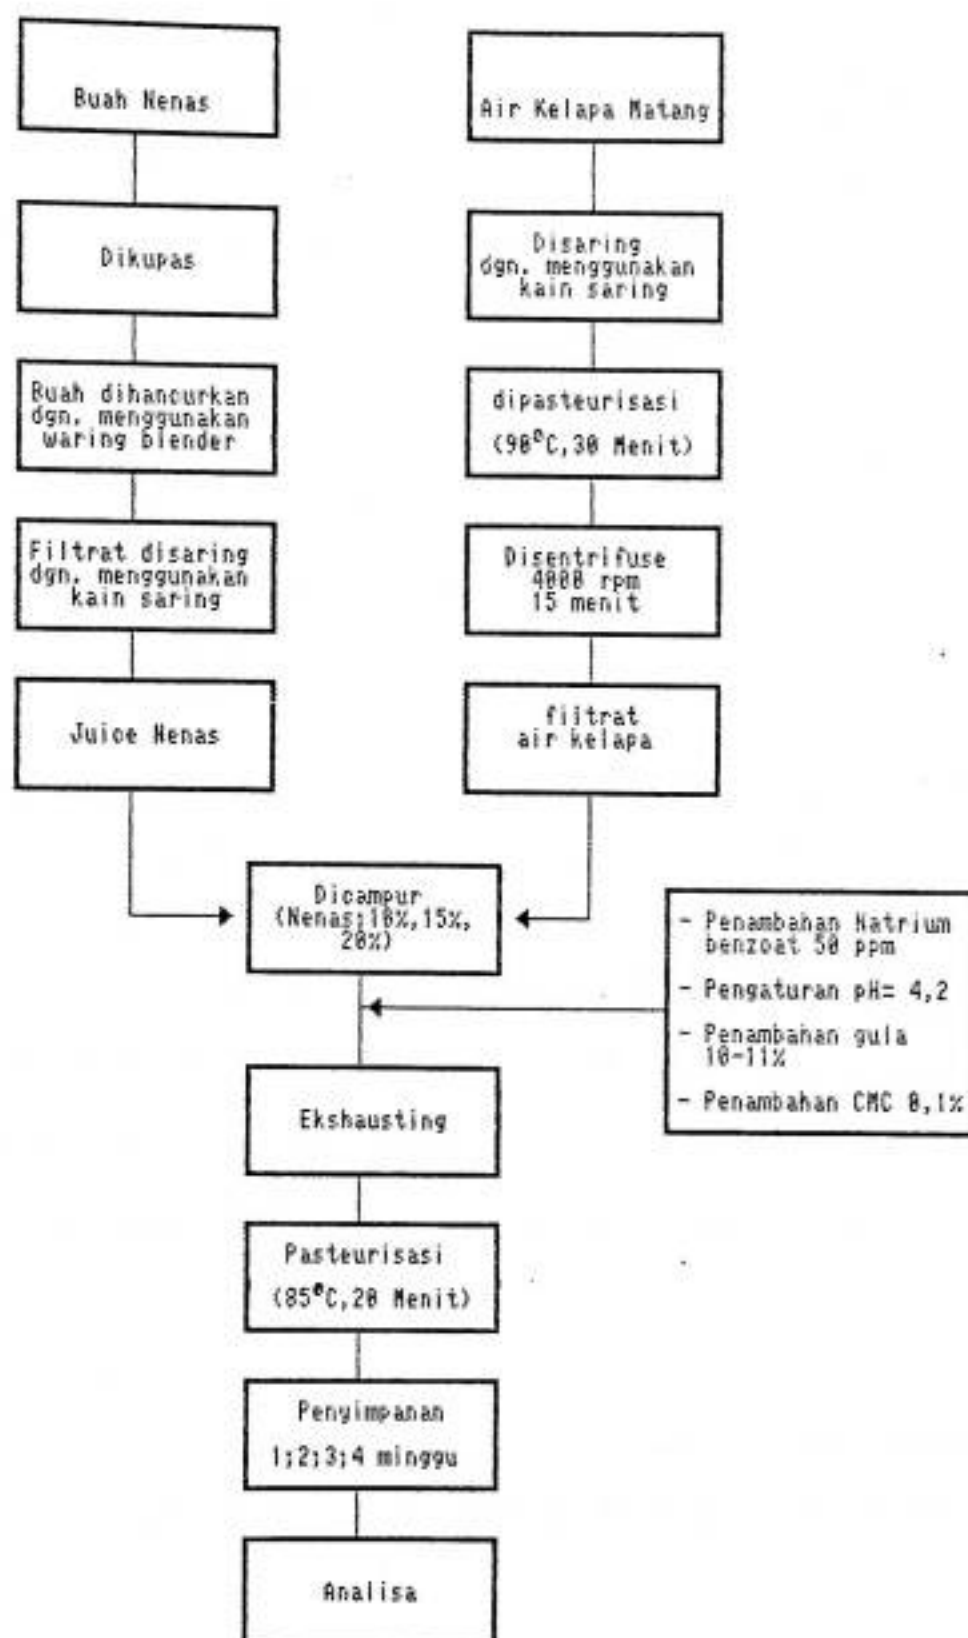 Buah Nenas
Dikupas
Buah dihancurkan
dgn. menggunakan
waring blender
Filtrat disaring
dgn. menggunakan
kain saring
Juice Nenas
Air Kelapa Matang
Disaring
dgn. menggunakan
kain saring
dipasteurisasi
(90°C,30 Menit)
Disentrifuse
4000 rpm
15 menit
filtrat
air kelapa
Dicampur
(Nenas;10%,15%,
20%)
- Penambahan Natrium
benzoat 50 ppm
- Pengaturan pH= 4,2
- Penambahan gula
10-11%
- Penambahan CMC 0,1%
Ekshausting
Pasteurisasi
(85°C,20 Menit)
Penyimpanan
1;2;3;4 minggu
Analisa